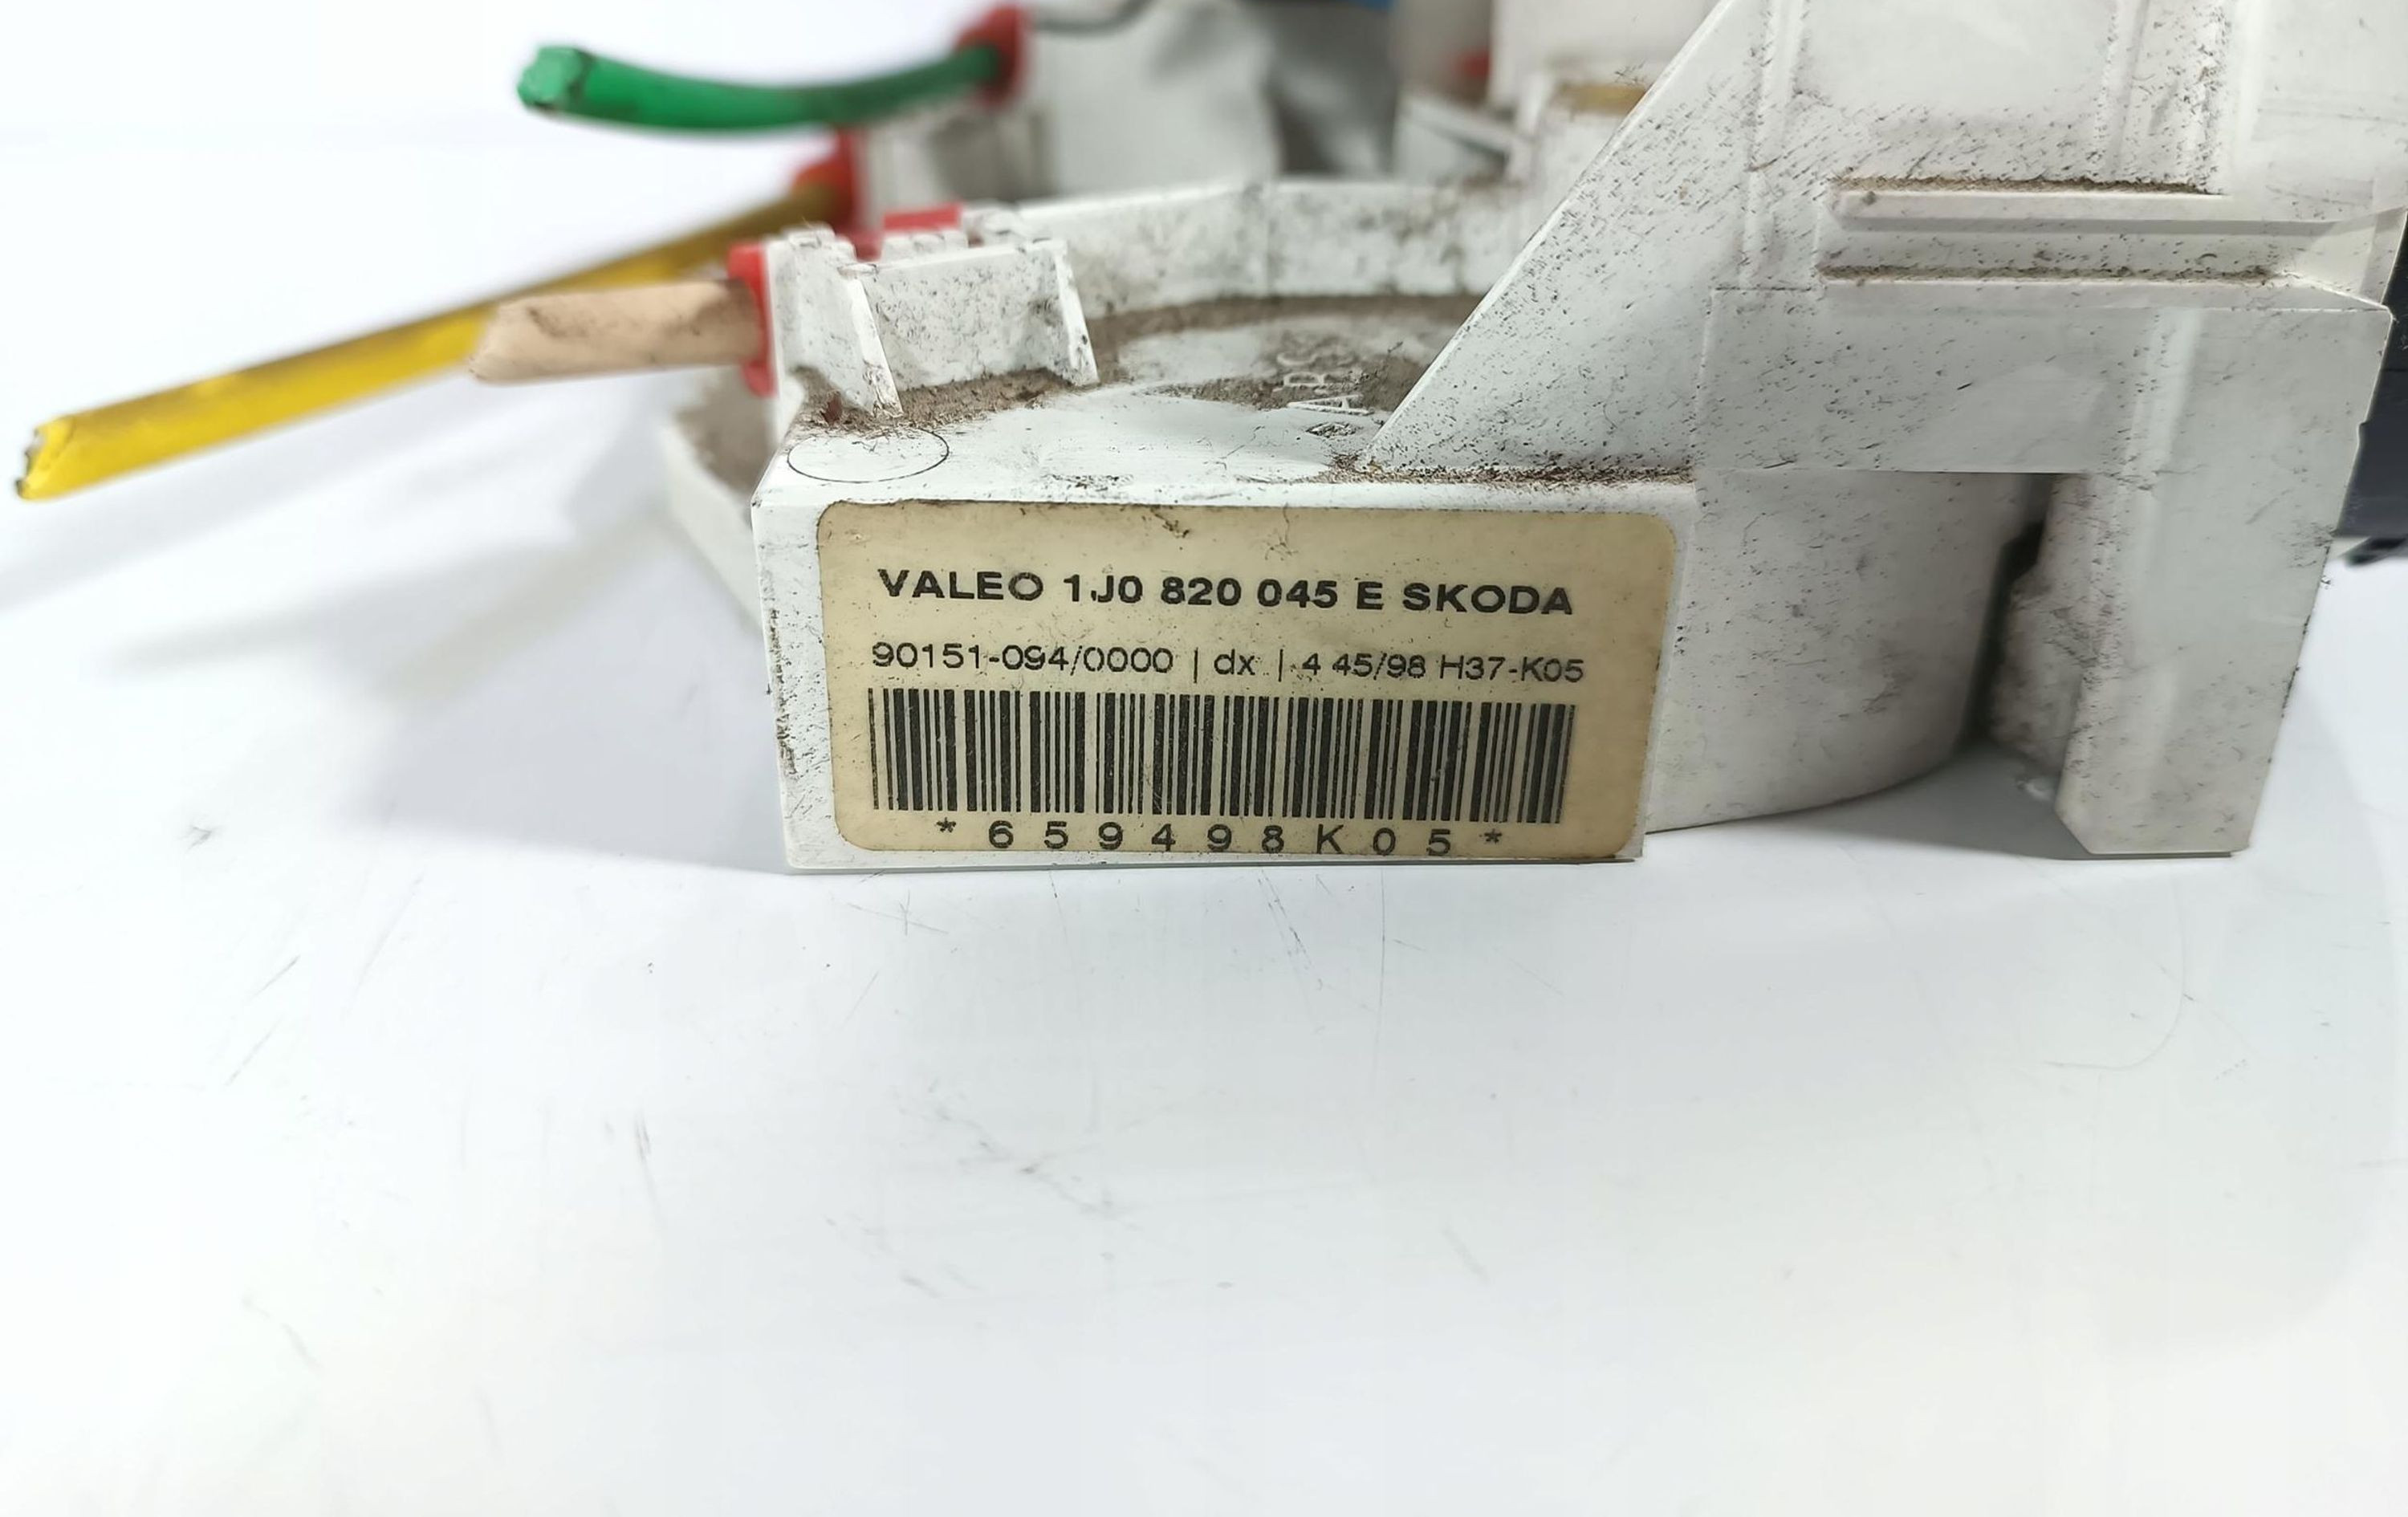 VALEO 1J0 820 045 E SKODA
90151-094/0000 | dx | 4 45/98 H37-K05
*659498K05*